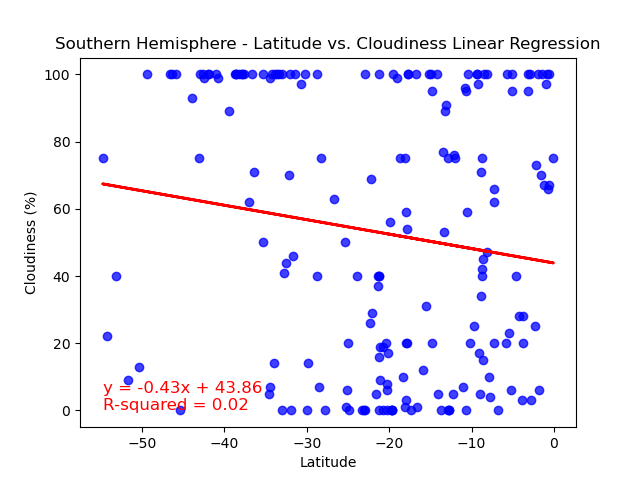 Southern Hemisphere - Latitude vs. Cloudiness Linear Regression
100
80
60
40
20
0
Cloudiness (%)
y = -0.43x + 43.86
R-squared = 0.02
−50 −40 −30 −20 −10 0
Latitude